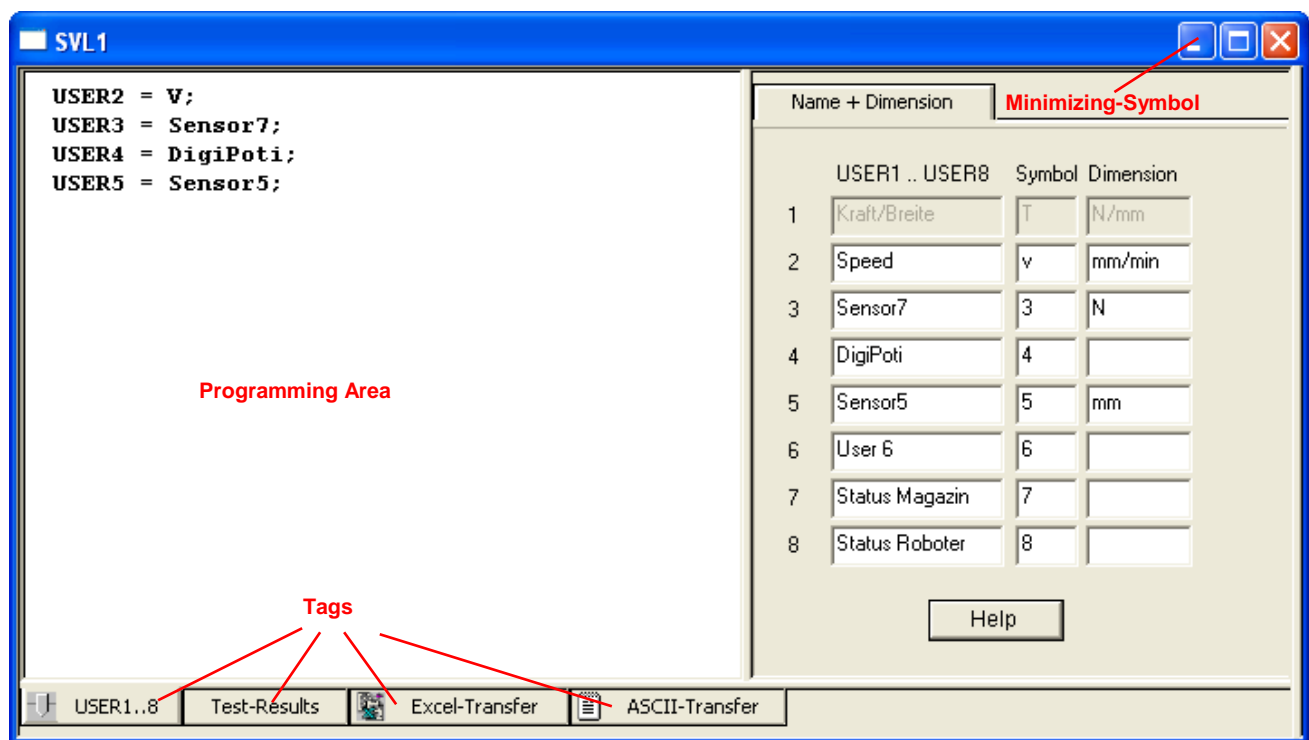 SVL1
USER2 = V;
USER3 = Sensor7;
USER4 = DigiPoti;
USER5 = Sensor5;
Programming Area
Tags
Name + Dimension
Minimizing-Symbol
USER1 .. USER8 Symbol Dimension
1 Kraft/Breite T N/mm
2 Speed v mm/min
3 Sensor7 3 N
4 DigiPoti 4
5 Sensor5 5 mm
6 User 6 6
7 Status Magazin 7
8 Status Roboter 8
Help
USER1..8 Test-Results Excel-Transfer ASCII-Transfer